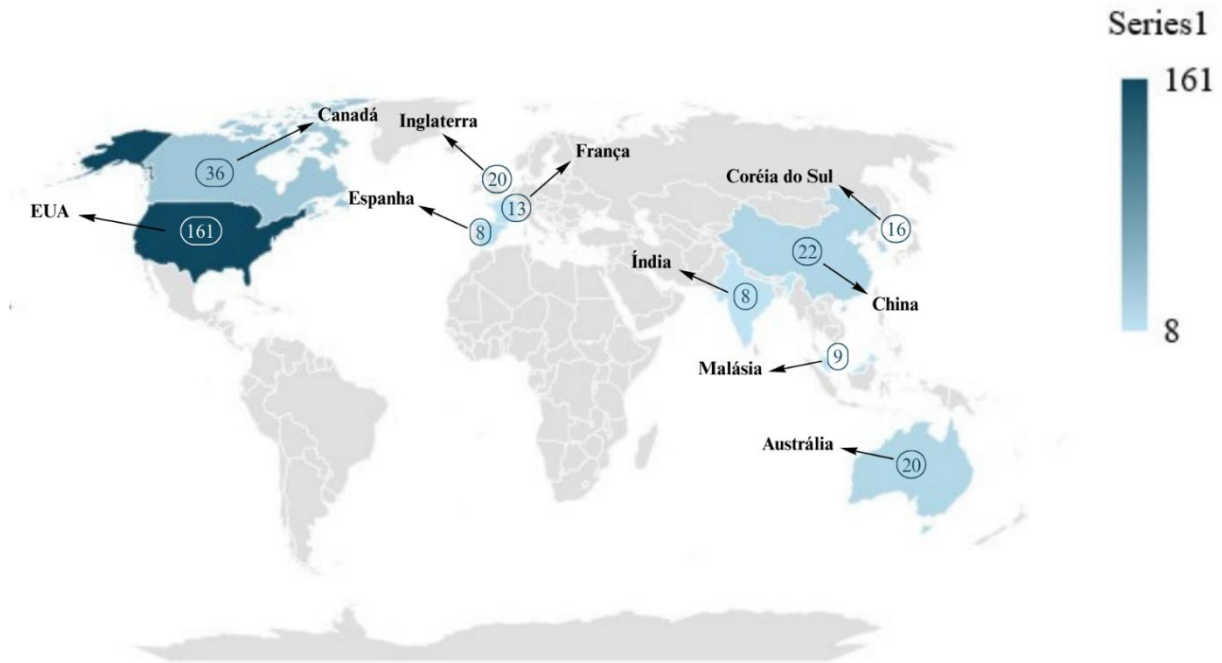 Series1
161
8
Canadá
36
Inglaterra
20
França
13
Espanha
8
EUA
161
Coréia do Sul
16
22
China
Índia
8
Malásia
9
Austrália
20